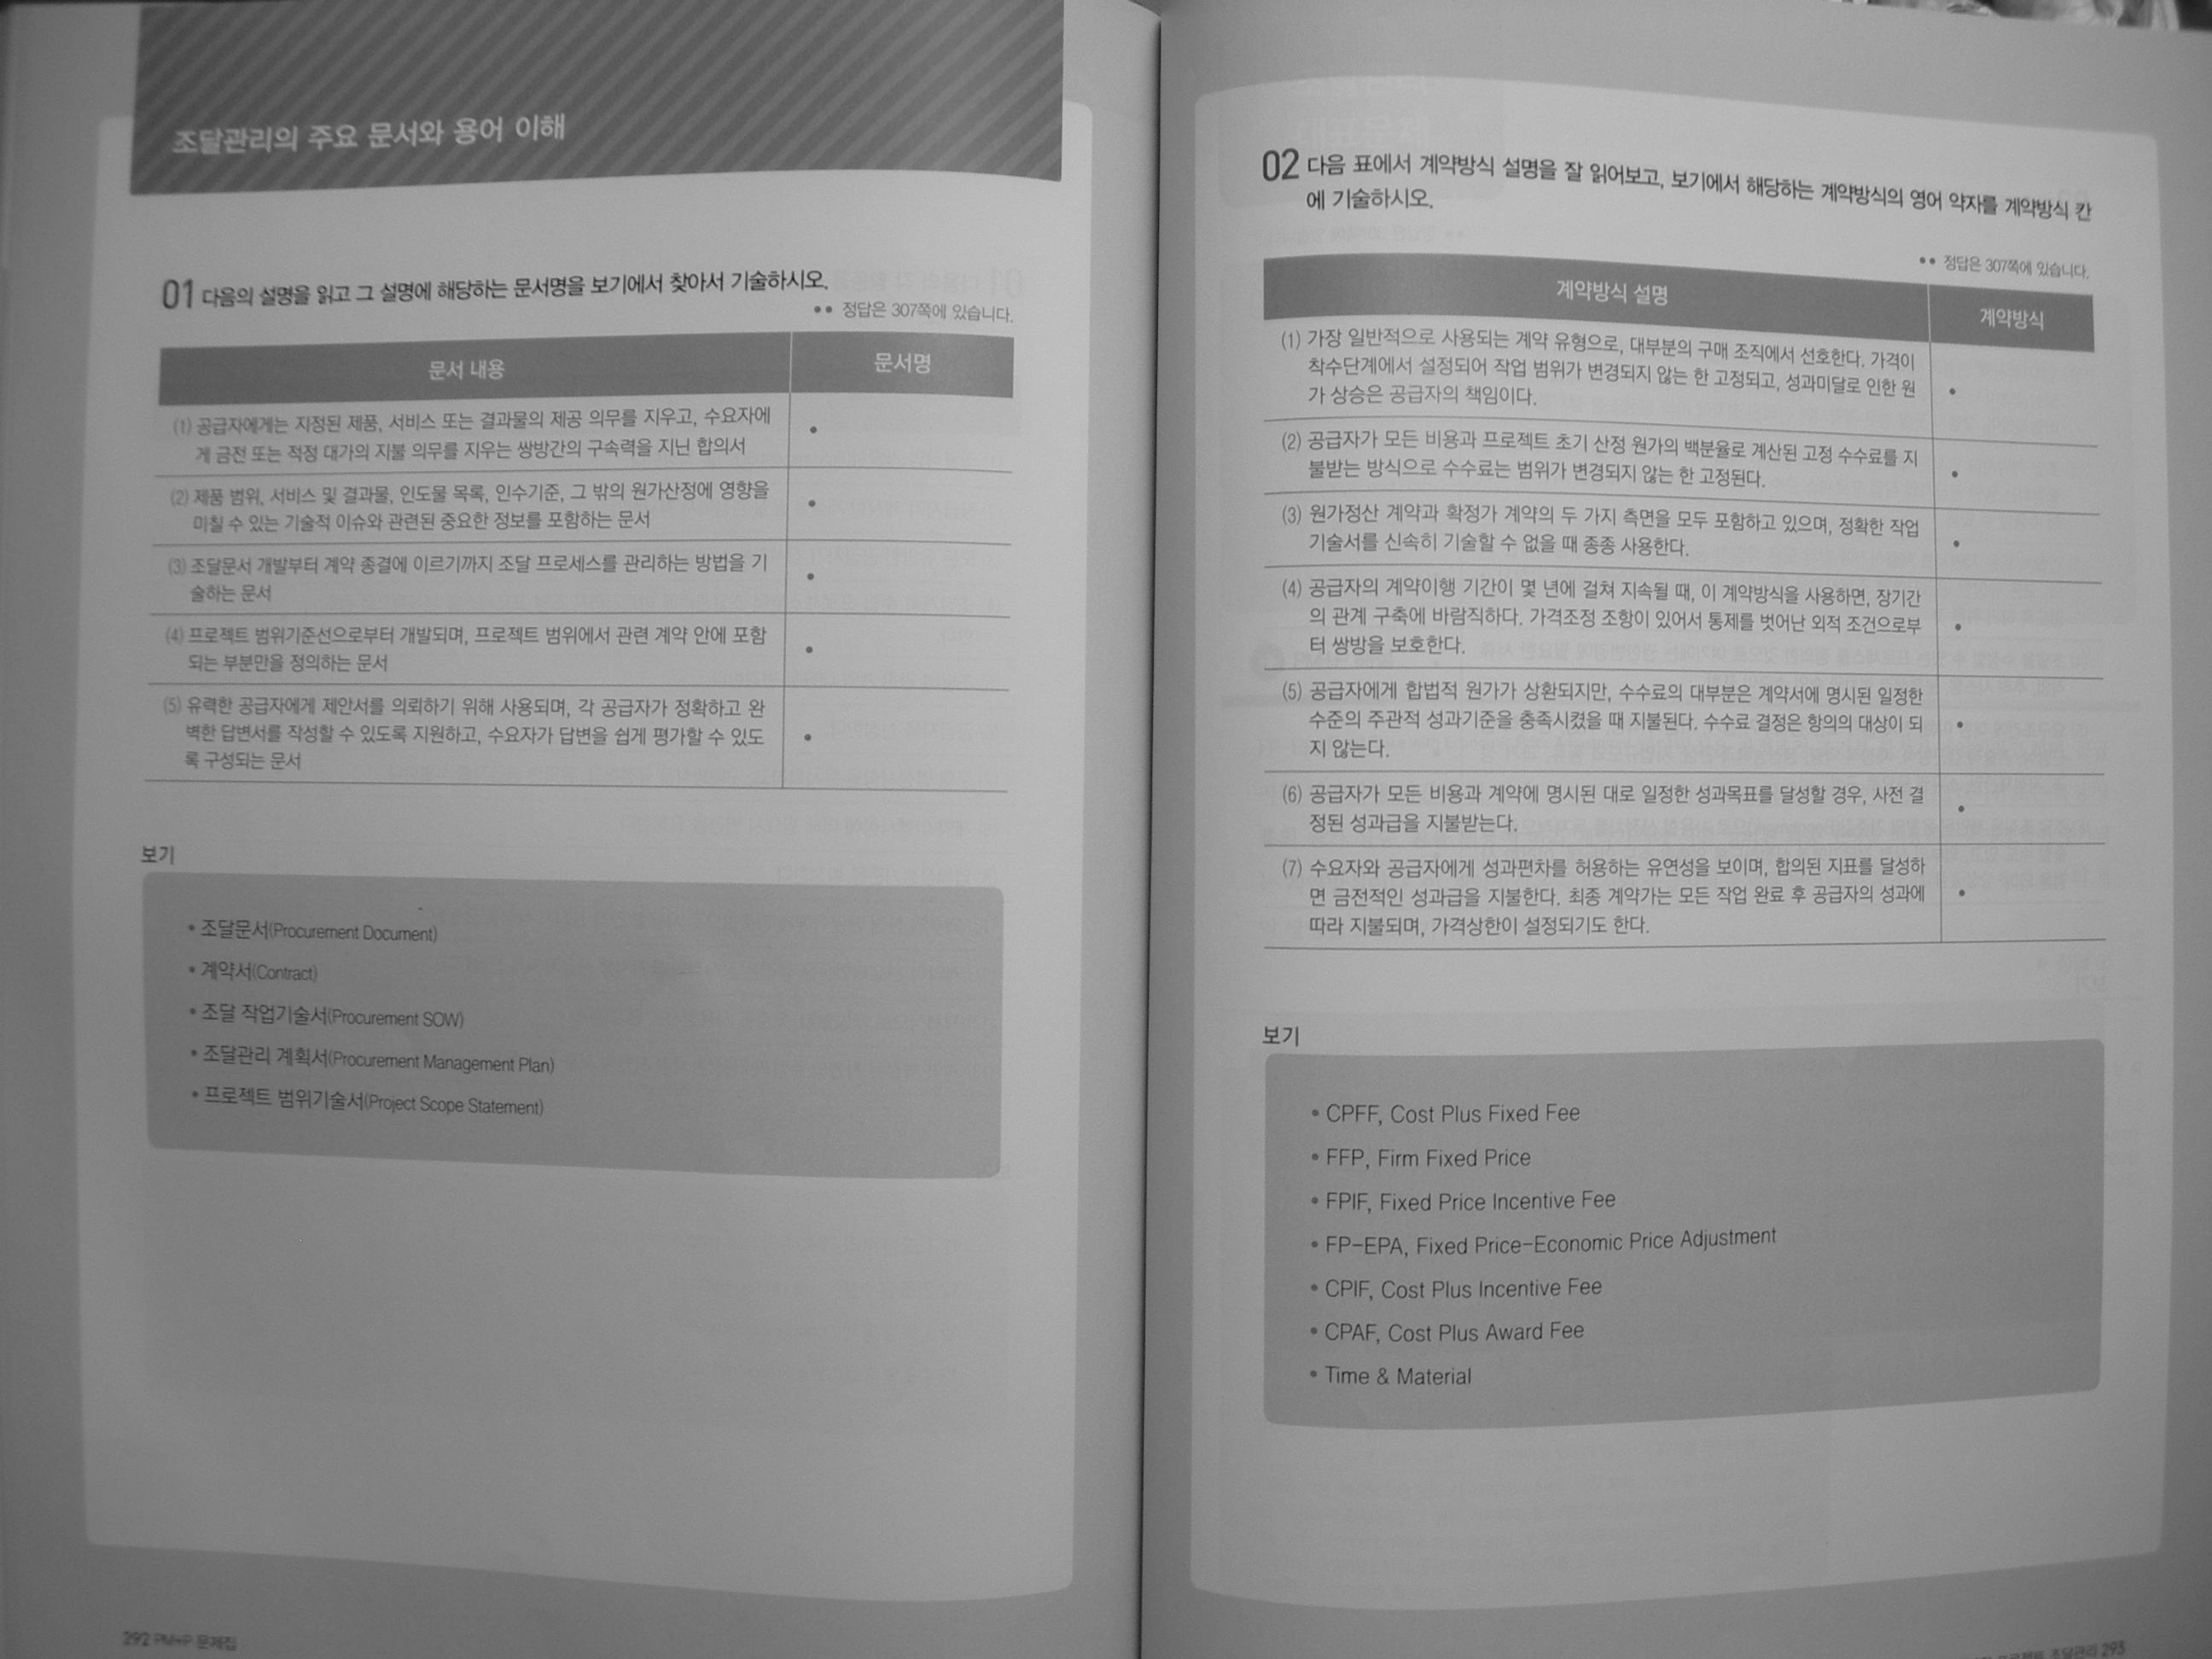 조달관리의 주요 문서와 용어 이해
01 다음의 설명을 읽고 그 설명에 해당하는 문서명을 보기에서 찾아서 기술하시오.
•• 정답은 307쪽에 있습니다.
문서 내용 문서명
(1) 공급자에게는 지정된 제품, 서비스 또는 결과물의 제공 의무를 지우고, 수요자에
게 금전 또는 적정 대가의 지불 의무를 지우는 쌍방간의 구속력을 지닌 합의서
•
(2) 제품 범위, 서비스 및 결과물, 인도물 목록, 인수기준, 그 밖의 원가산정에 영향을
미칠 수 있는 기술적 이슈와 관련된 중요한 정보를 포함하는 문서
•
(3) 조달문서 개발부터 계약 종결에 이르기까지 조달 프로세스를 관리하는 방법을 기
술하는 문서
•
(4) 프로젝트 범위기준선으로부터 개발되며, 프로젝트 범위에서 관련 계약 안에 포함
되는 부분만을 정의하는 문서
•
(5) 유력한 공급자에게 제안서를 의뢰하기 위해 사용되며, 각 공급자가 정확하고 완
벽한 답변서를 작성할 수 있도록 지원하고, 수요자가 답변을 쉽게 평가할 수 있도
록 구성되는 문서
•
보기
• 조달문서(Procurement Document)
• 계약서(Contract)
• 조달 작업기술서(Procurement SOW)
• 조달관리 계획서(Procurement Management Plan)
• 프로젝트 범위기술서(Project Scope Statement)
292 PM+P 문제집
02 다음 표에서 계약방식 설명을 잘 읽어보고, 보기에서 해당하는 계약방식의 영어 약자를 계약방식 칸
에 기술하시오.
•• 정답은 307쪽에 있습니다.
계약방식 설명 계약방식
(1) 가장 일반적으로 사용되는 계약 유형으로, 대부분의 구매 조직에서 선호한다. 가격이
착수단계에서 설정되어 작업 범위가 변경되지 않는 한 고정되고, 성과미달로 인한 원
가 상승은 공급자의 책임이다.
•
(2) 공급자가 모든 비용과 프로젝트 초기 산정 원가의 백분율로 계산된 고정 수수료를 지
불받는 방식으로 수수료는 범위가 변경되지 않는 한 고정된다.
•
(3) 원가정산 계약과 확정가 계약의 두 가지 측면을 모두 포함하고 있으며, 정확한 작업
기술서를 신속히 기술할 수 없을 때 종종 사용한다.
•
(4) 공급자의 계약이행 기간이 몇 년에 걸쳐 지속될 때, 이 계약방식을 사용하면, 장기간
의 관계 구축에 바람직하다. 가격조정 조항이 있어서 통제를 벗어난 외적 조건으로부
터 쌍방을 보호한다.
•
(5) 공급자에게 합법적 원가가 상환되지만, 수수료의 대부분은 계약서에 명시된 일정한
수준의 주관적 성과기준을 충족시켰을 때 지불된다. 수수료 결정은 항의의 대상이 되
지 않는다.
•
(6) 공급자가 모든 비용과 계약에 명시된 대로 일정한 성과목표를 달성할 경우, 사전 결
정된 성과급을 지불받는다.
•
(7) 수요자와 공급자에게 성과편차를 허용하는 유연성을 보이며, 합의된 지표를 달성하
면 금전적인 성과급을 지불한다. 최종 계약가는 모든 작업 완료 후 공급자의 성과에
따라 지불되며, 가격상한이 설정되기도 한다.
•
보기
• CPFF, Cost Plus Fixed Fee
• FFP, Firm Fixed Price
• FPIF, Fixed Price Incentive Fee
• FP-EPA, Fixed Price-Economic Price Adjustment
• CPIF, Cost Plus Incentive Fee
• CPAF, Cost Plus Award Fee
• Time & Material
프로젝트 조달관리 293